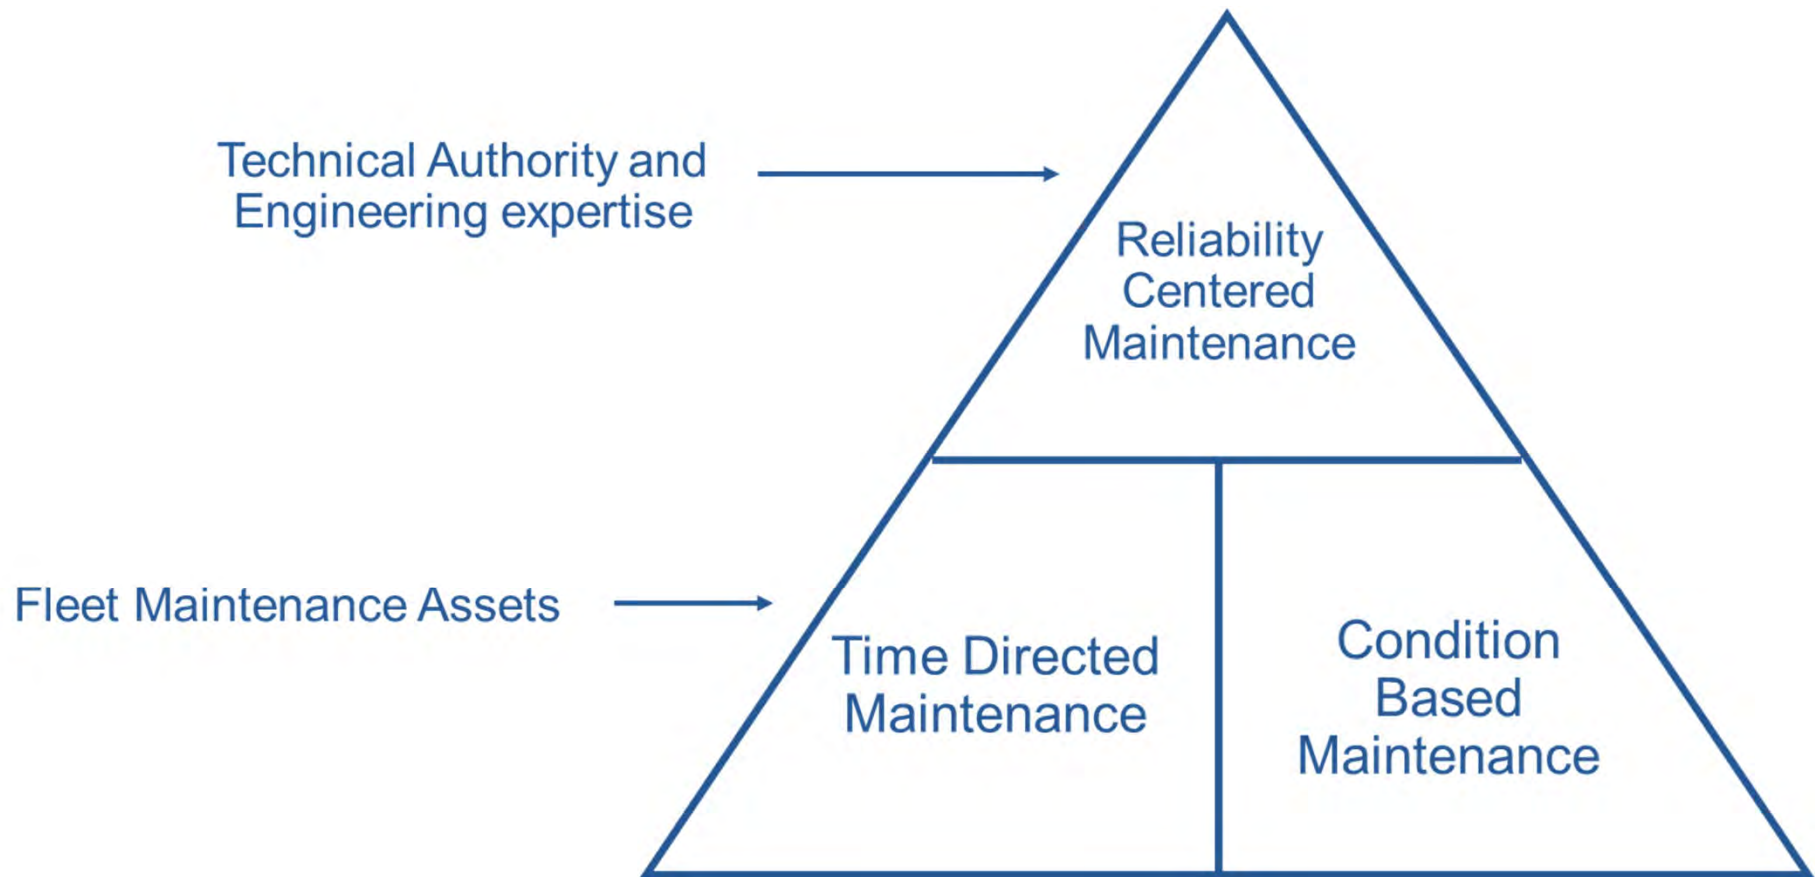 Technical Authority and
Engineering expertise
Reliability
Centered
Maintenance
Fleet Maintenance Assets
Time Directed
Maintenance
Condition
Based
Maintenance